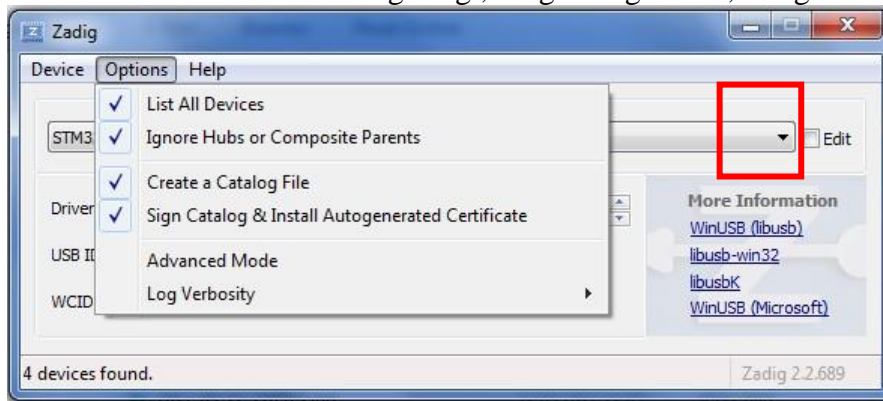 Zadig
Device Options Help
List All Devices
STM3
Ignore Hubs or Composite Parents
Edit
Create a Catalog File
Driver
Sign Catalog & Install Autogenerated Certificate
More Information
WinUSB (libusb)
USB
Advanced Mode
libusb-win32
WCID
Log Verbosity
libusbK
WinUSB (Microsoft)
4 devices found.
Zadig 2.2.689